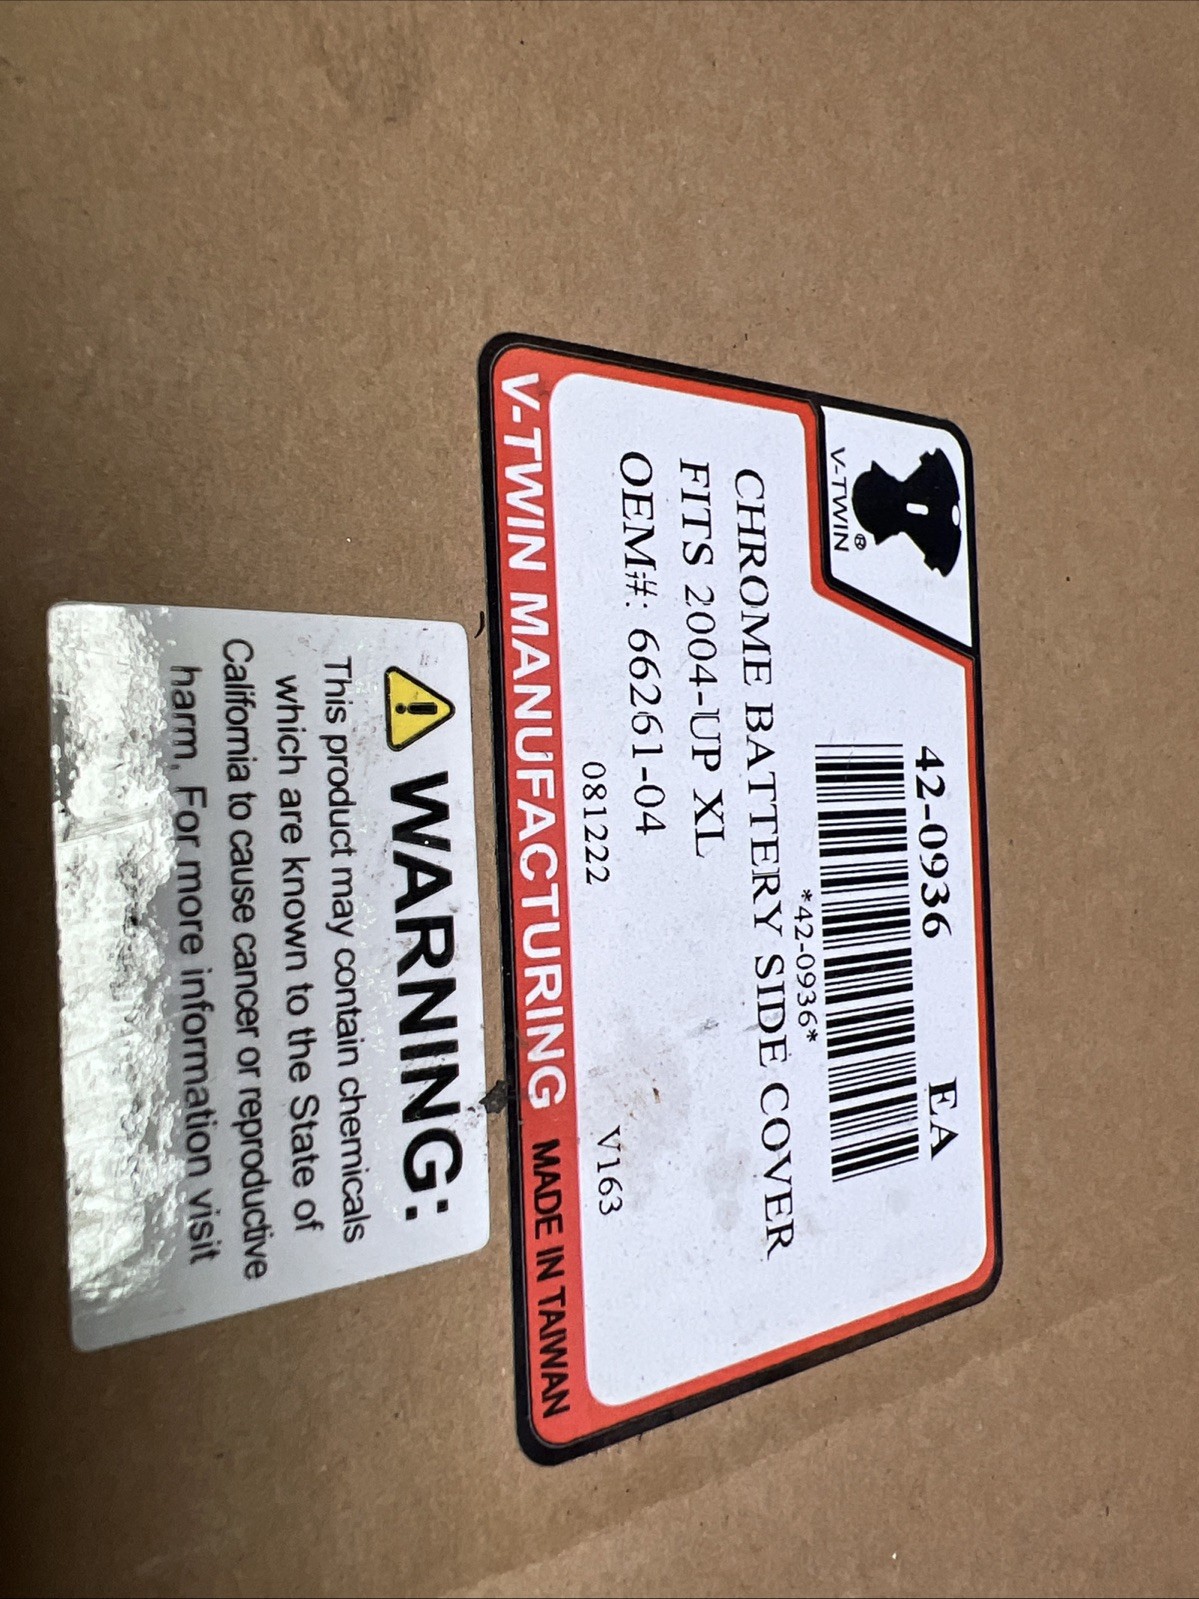 V-TWIN®
42-0936 EA
*42-0936*
CHROME BATTERY SIDE COVER
FITS 2004-UP XL
OEM#: 66261-04
081222 V163
V-TWIN MANUFACTURING MADE IN TAIWAN
WARNING:
This product may contain chemicals
which are known to the State of
California to cause cancer or reproductive
harm. For more information visit